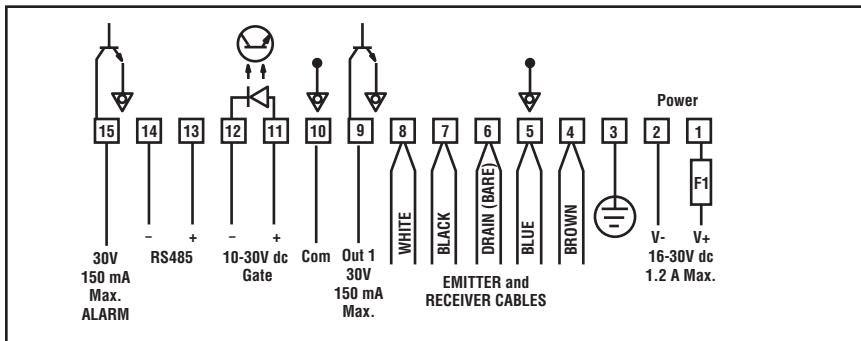 Power
15 14 13 12 11 10 9 8 7 6 5 4 3 2 1
F1
WHITE
BLACK
DRAIN (BARE)
BLUE
BROWN
30V
150 mA
Max.
ALARM
– +
RS485
– +
10-30V dc
Gate
Com
Out 1
30V
150 mA
Max.
EMITTER and
RECEIVER CABLES
V- V+
16-30V dc
1.2 A Max.